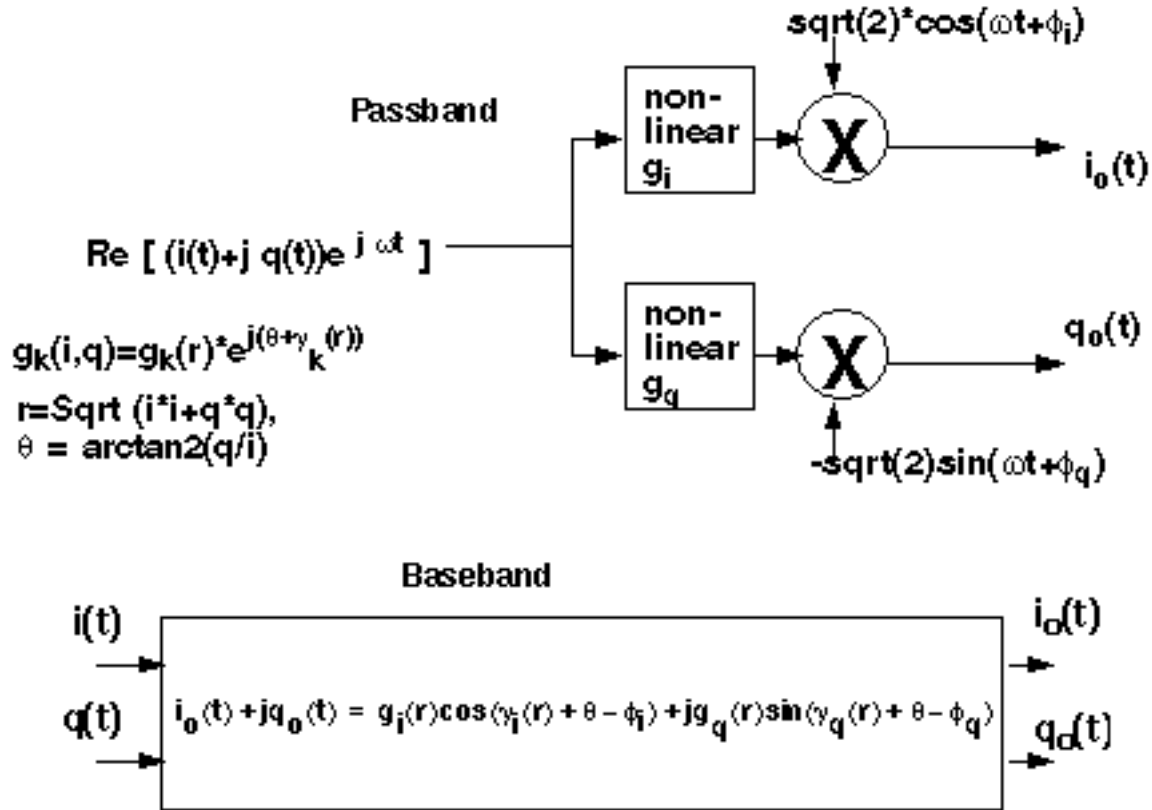 sqrt(2)*cos(ωt+ϕi)
Passband
non-
linear
gi
X
io(t)
Re [ (i(t)+j q(t))e j ωt ]
non-
linear
gq
X
qo(t)
gk(i,q)=gk(r)*e j(θ+γk(r))
r=Sqrt (i*i+q*q),
θ = arctan2(q/i)
-sqrt(2)sin(ωt+ϕq)
Baseband
i(t)
io(t)
q(t)
io(t) +jqo(t) = gi(r)cos(γi(r) + θ-ϕi) +jgq(r)sin(γq(r) + θ-ϕq)
qo(t)